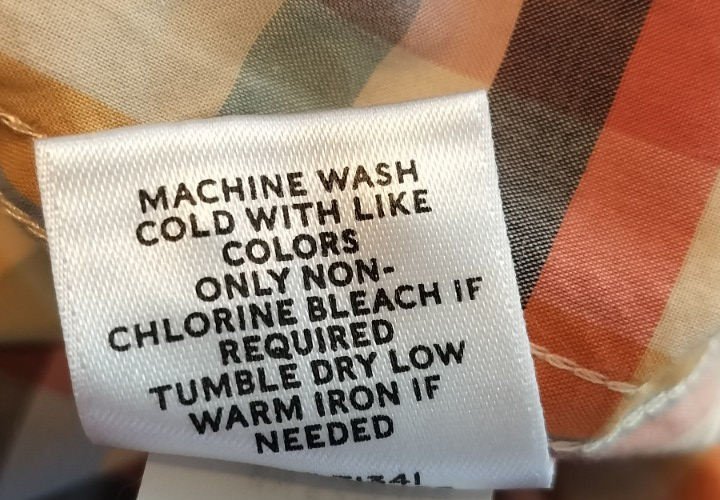 MACHINE WASH
COLD WITH LIKE
COLORS
ONLY NON-
CHLORINE BLEACH IF
REQUIRED
TUMBLE DRY LOW
WARM IRON IF
NEEDED